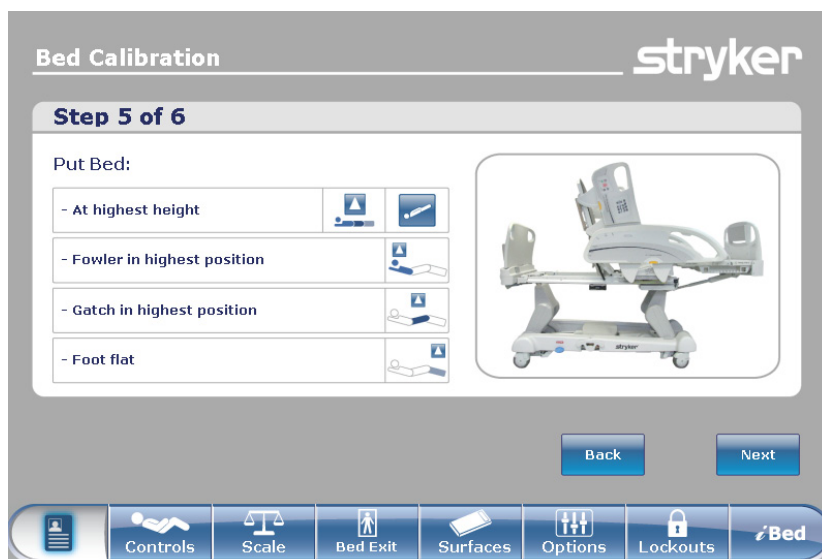 Bed Calibration
stryker
Step 5 of 6
Put Bed:
- At highest height
- Fowler in highest position
- Gatch in highest position
- Foot flat
stryker
Back
Next
Controls
Scale
Bed Exit
Surfaces
Options
Lockouts
iBed